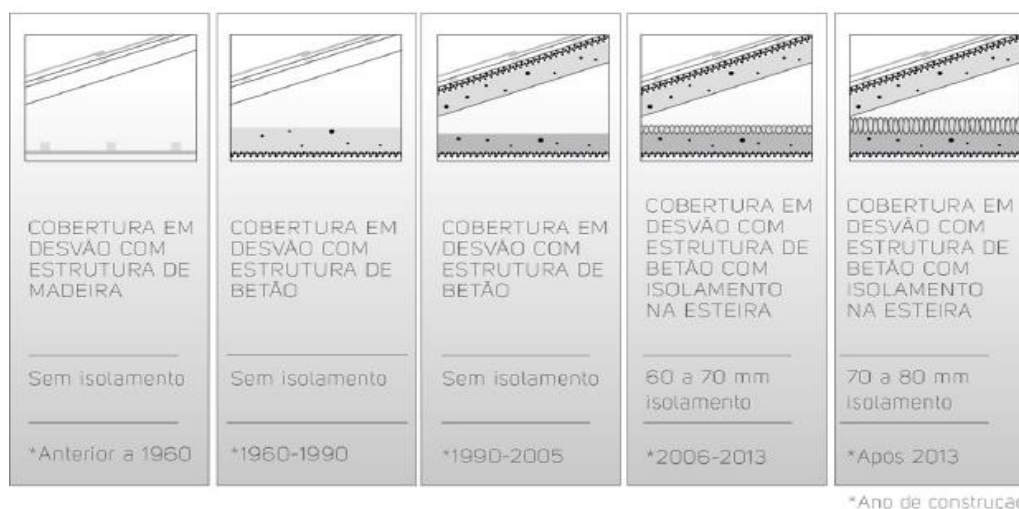 COBERTURA EM
DESVÃO COM
ESTRUTURA DE
MADEIRA
Sem isolamento
*Anterior a 1960
COBERTURA EM
DESVÃO COM
ESTRUTURA DE
BETÃO
Sem isolamento
*1960-1990
COBERTURA EM
DESVÃO COM
ESTRUTURA DE
BETÃO
Sem isolamento
*1990-2005
COBERTURA EM
DESVÃO COM
ESTRUTURA DE
BETÃO COM
ISOLAMENTO
NA ESTEIRA
60 a 70 mm
isolamento
*2006-2013
COBERTURA EM
DESVÃO COM
ESTRUTURA DE
BETÃO COM
ISOLAMENTO
NA ESTEIRA
70 a 80 mm
isolamento
*Após 2013
*Ano de construçã